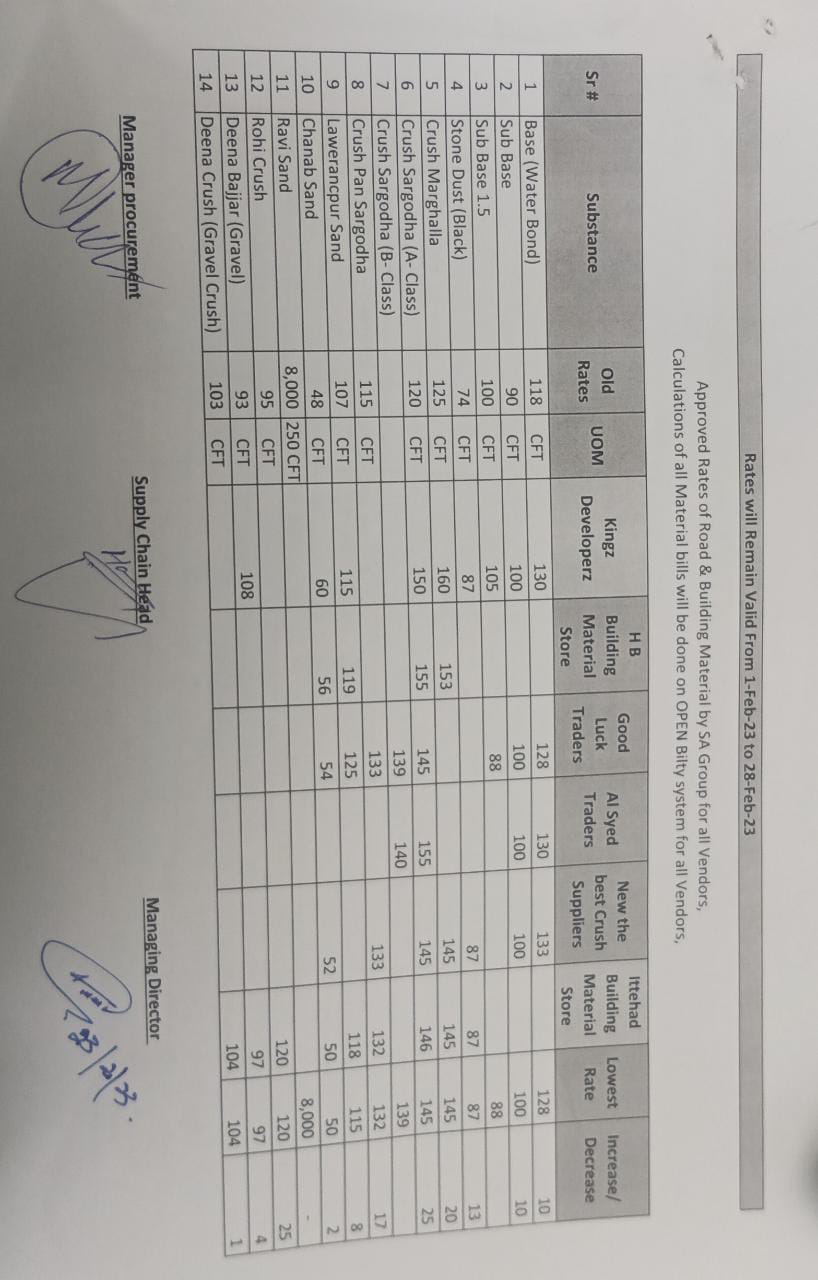 Rates will Remain Valid From 1-Feb-23 to 28-Feb-23
Approved Rates of Road & Building Material by SA Group for all Vendors,
Calculations of all Material bills will be done on OPEN Bilty system for all Vendors,
Sr # Substance Old Rates UOM Kingz Developerz H B Building Material Store Good Luck Traders Al Syed Traders New the best Crush Suppliers Ittehad Building Material Store Lowest Rate Increase/ Decrease
1 Base (Water Bond) 118 CFT 130 128 130 133 128 10
2 Sub Base 90 CFT 100 100 100 100 100 10
3 Sub Base 1.5 100 CFT 105 88 88
4 Stone Dust (Black) 74 CFT 87 87 87 87 13
5 Crush Marghalla 125 CFT 160 153 145 145 145 20
6 Crush Sargodha (A- Class) 120 CFT 150 155 145 155 145 146 145 25
7 Crush Sargodha (B- Class) 139 140 139
8 Crush Pan Sargodha 115 CFT 133 133 132 132 17
9 Lawerancpur Sand 107 CFT 115 119 125 118 115 8
10 Chanab Sand 48 CFT 60 56 54 52 50 50 2
11 Ravi Sand 8,000 250 CFT 8,000 -
12 Rohi Crush 95 CFT 120 120 25
13 Deena Bajjar (Gravel) 93 CFT 108 97 97 4
14 Deena Crush (Gravel Crush) 103 CFT 104 104 1
Manager procurement Supply Chain Head Managing Director